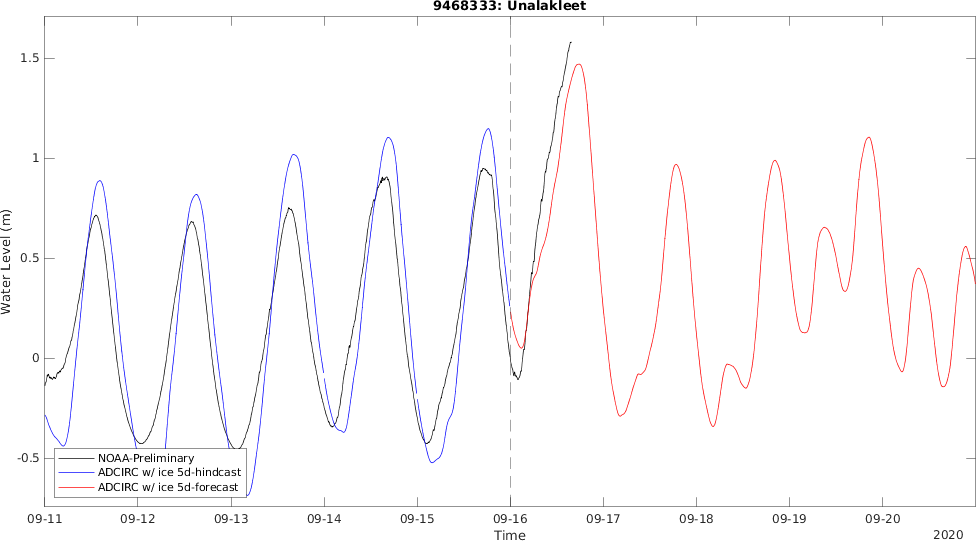 9468333: Unalakleet
Water Level (m)
1.5
1
0.5
0
-0.5
NOAA-Preliminary
ADCIRC w/ ice 5d-hindcast
ADCIRC w/ ice 5d-forecast
09-11 09-12 09-13 09-14 09-15 09-16 09-17 09-18 09-19 09-20
Time
2020